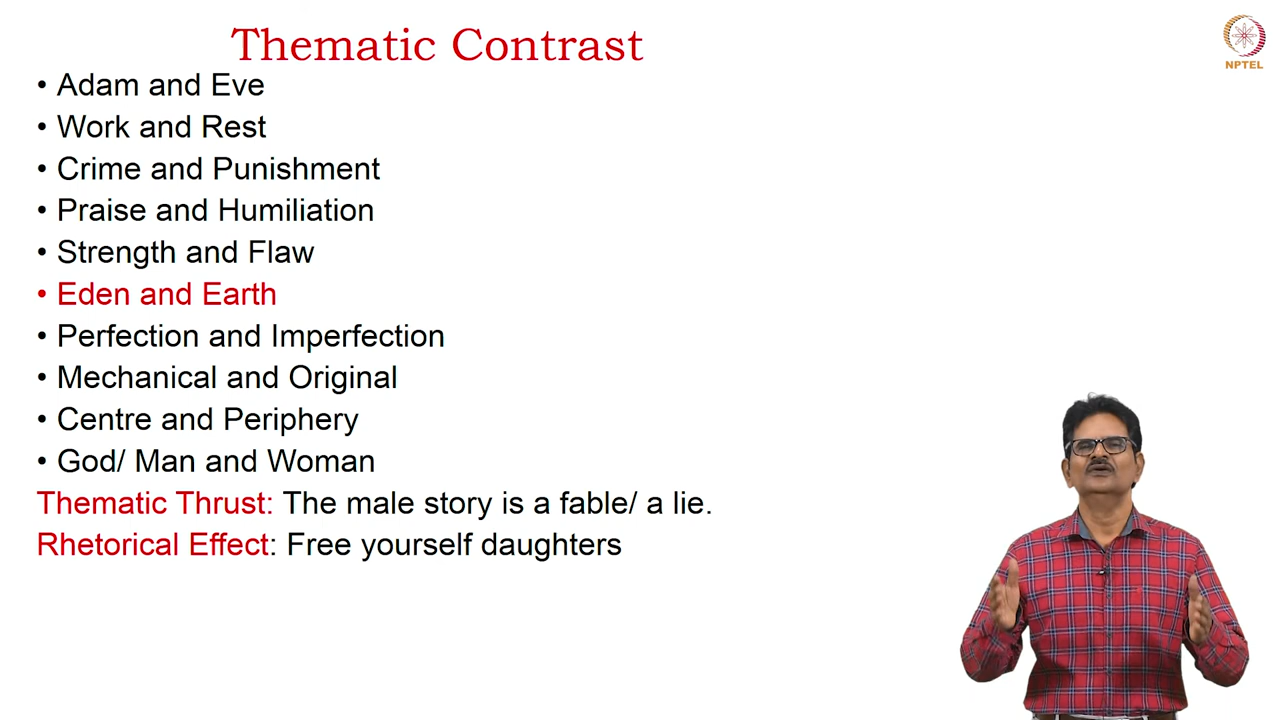 Thematic Contrast
NPTEL
• Adam and Eve
• Work and Rest
• Crime and Punishment
• Praise and Humiliation
• Strength and Flaw
• Eden and Earth
• Perfection and Imperfection
• Mechanical and Original
• Centre and Periphery
• God/ Man and Woman
Thematic Thrust: The male story is a fable/ a lie.
Rhetorical Effect: Free yourself daughters